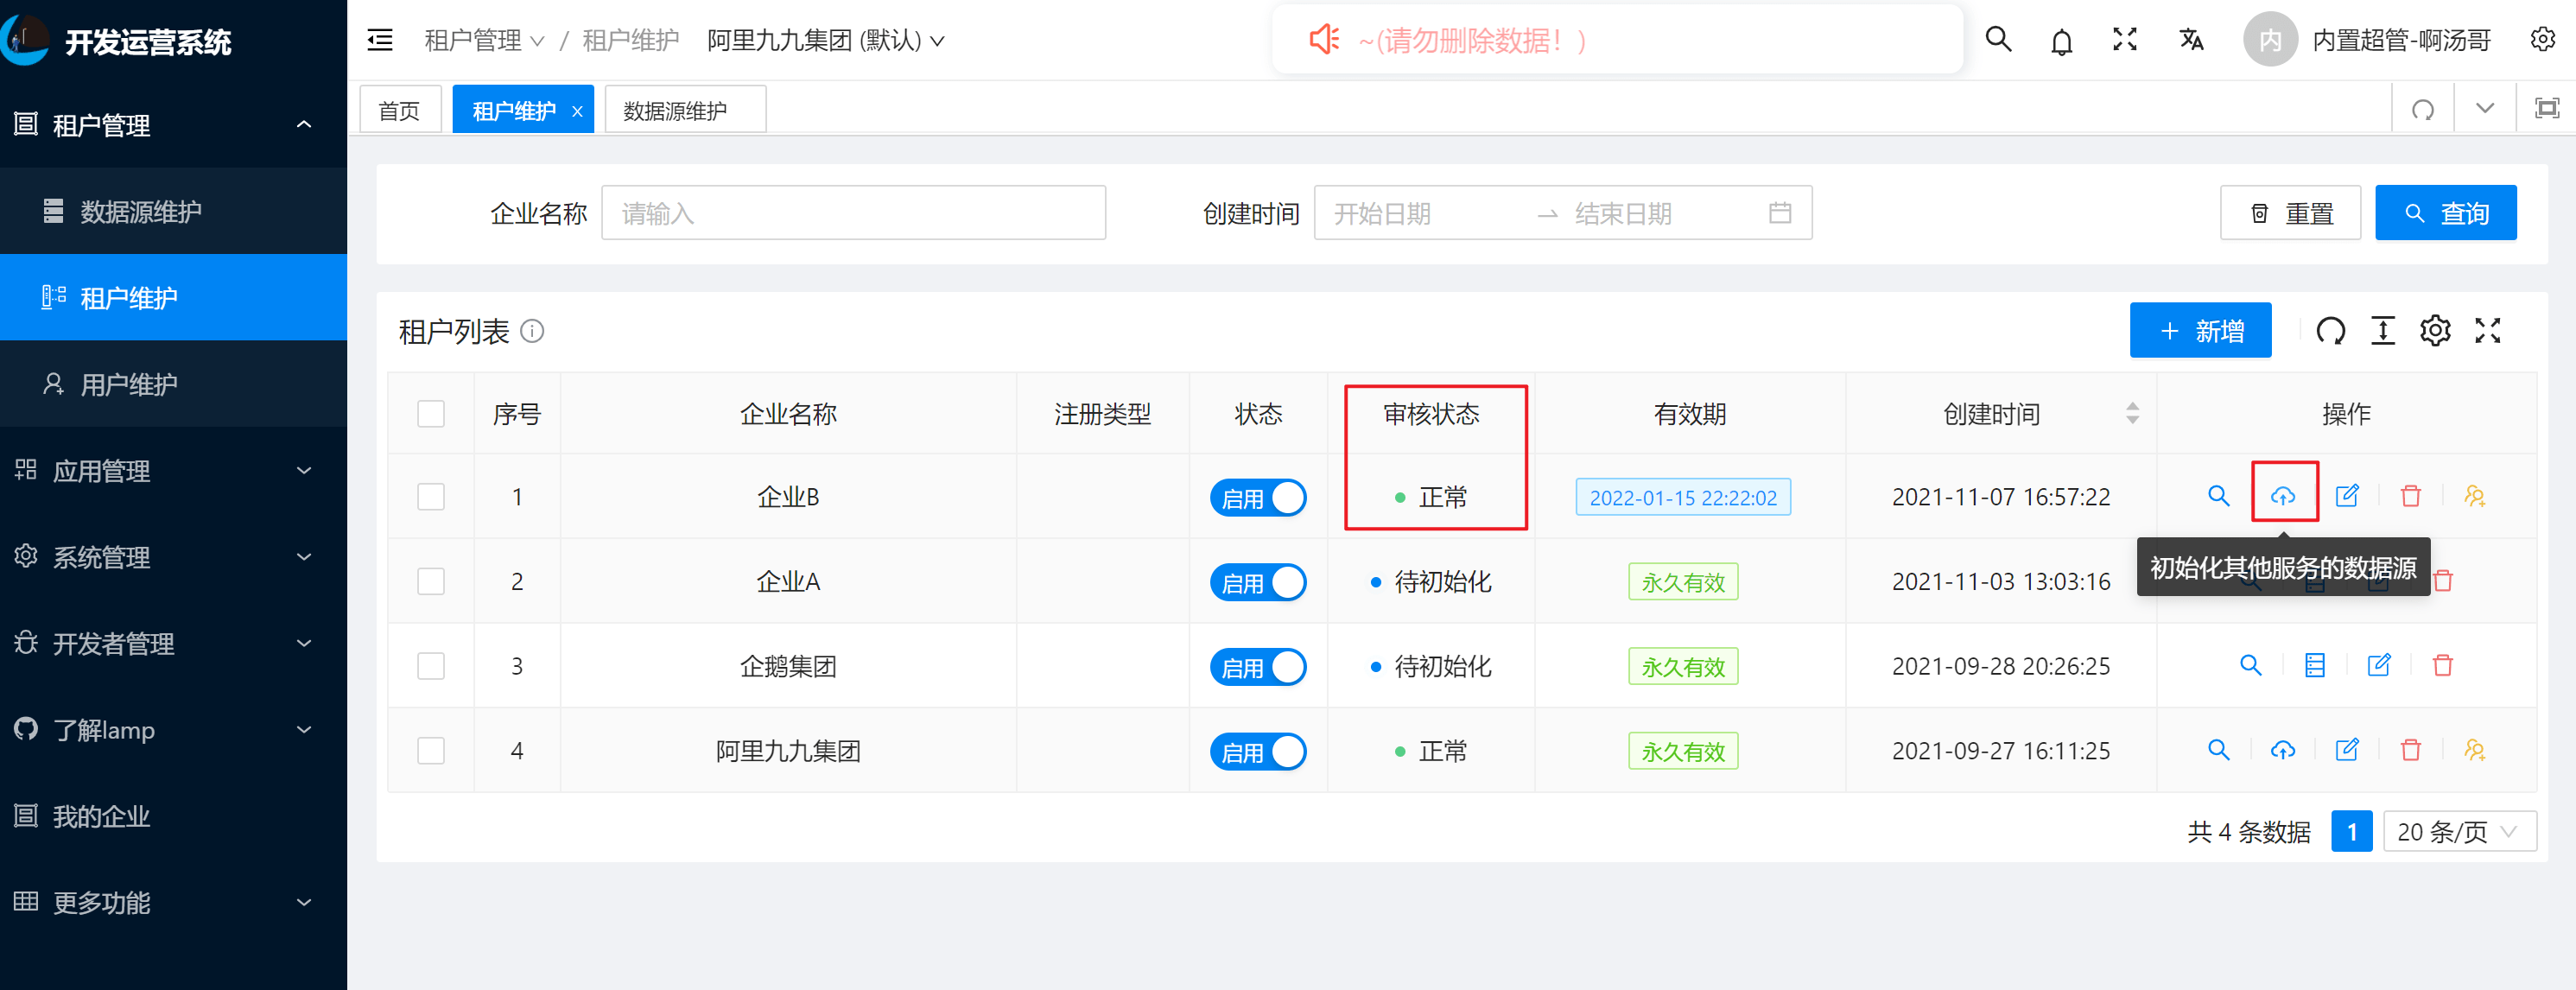 开发运营系统
租户管理 / 租户维护 阿里九九集团 (默认)
~(请勿删除数据！)
内 内置超管-啊汤哥
首页 租户维护 x 数据源维护
租户管理
数据源维护
租户维护
用户维护
应用管理
系统管理
开发者管理
了解lamp
我的企业
更多功能
企业名称 请输入 创建时间 开始日期 结束日期 重置 查询
租户列表 新增
序号 企业名称 注册类型 状态 审核状态 有效期 创建时间 操作
1 企业B 启用 正常 2022-01-15 22:22:02 2021-11-07 16:57:22
初始化其他服务的数据源
2 企业A 启用 待初始化 永久有效 2021-11-03 13:03:16
3 企鹅集团 启用 待初始化 永久有效 2021-09-28 20:26:25
4 阿里九九集团 启用 正常 永久有效 2021-09-27 16:11:25
共 4 条数据 1 20 条/页